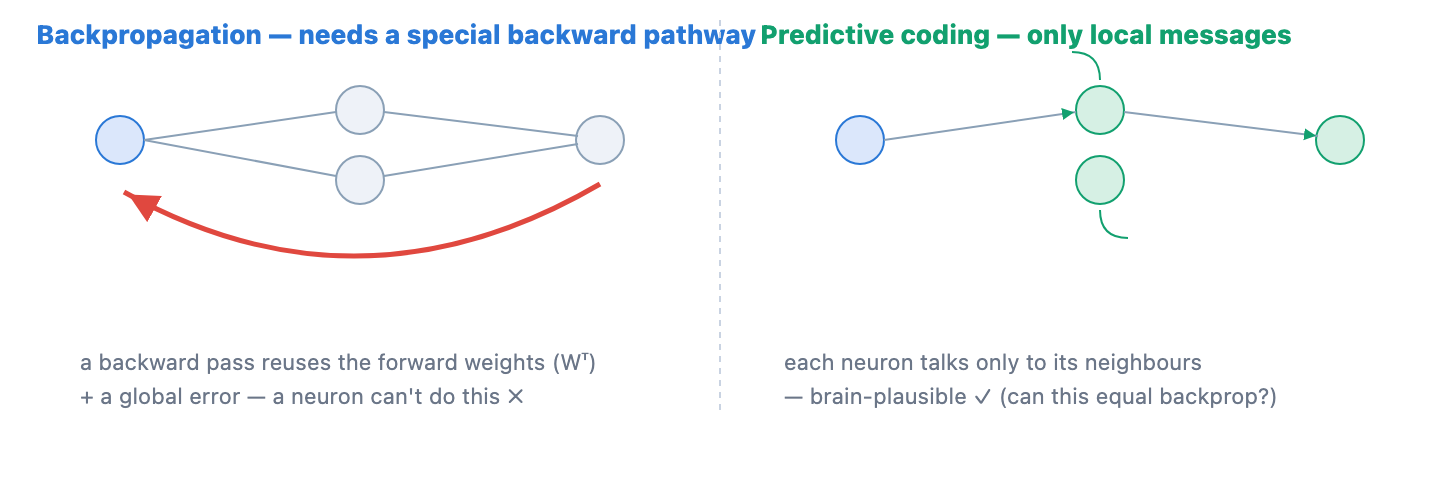 Backpropagation — needs a special backward pathway
Predictive coding — only local messages
a backward pass reuses the forward weights (Wᵀ)
+ a global error — a neuron can't do this ✕
each neuron talks only to its neighbours
— brain-plausible ✓ (can this equal backprop?)